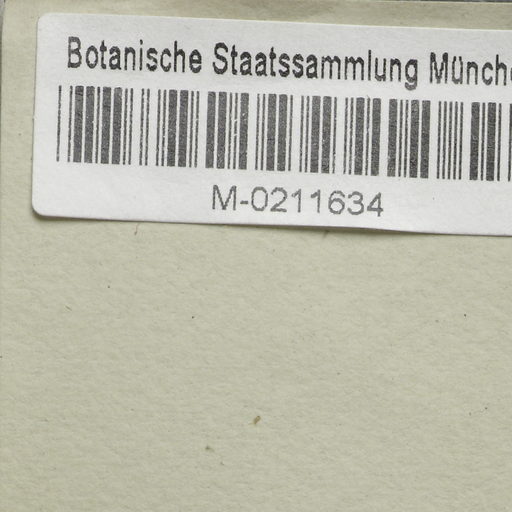 Botanische Staatssammlung Münch
M-0211634